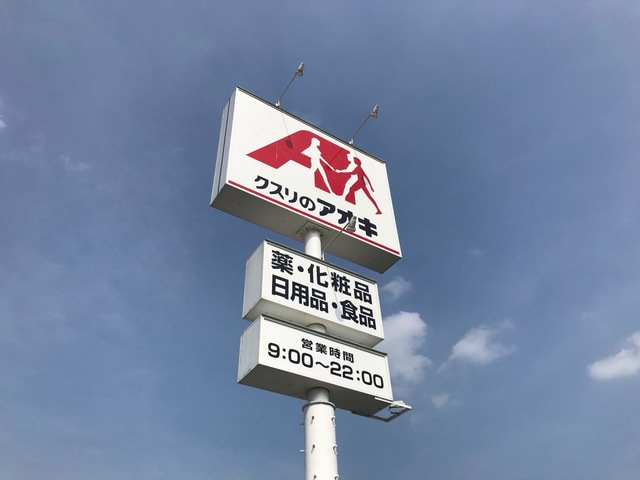 クスリのアオキ
薬・化粧品
日用品・食品
営業時間
9:00〜22:00